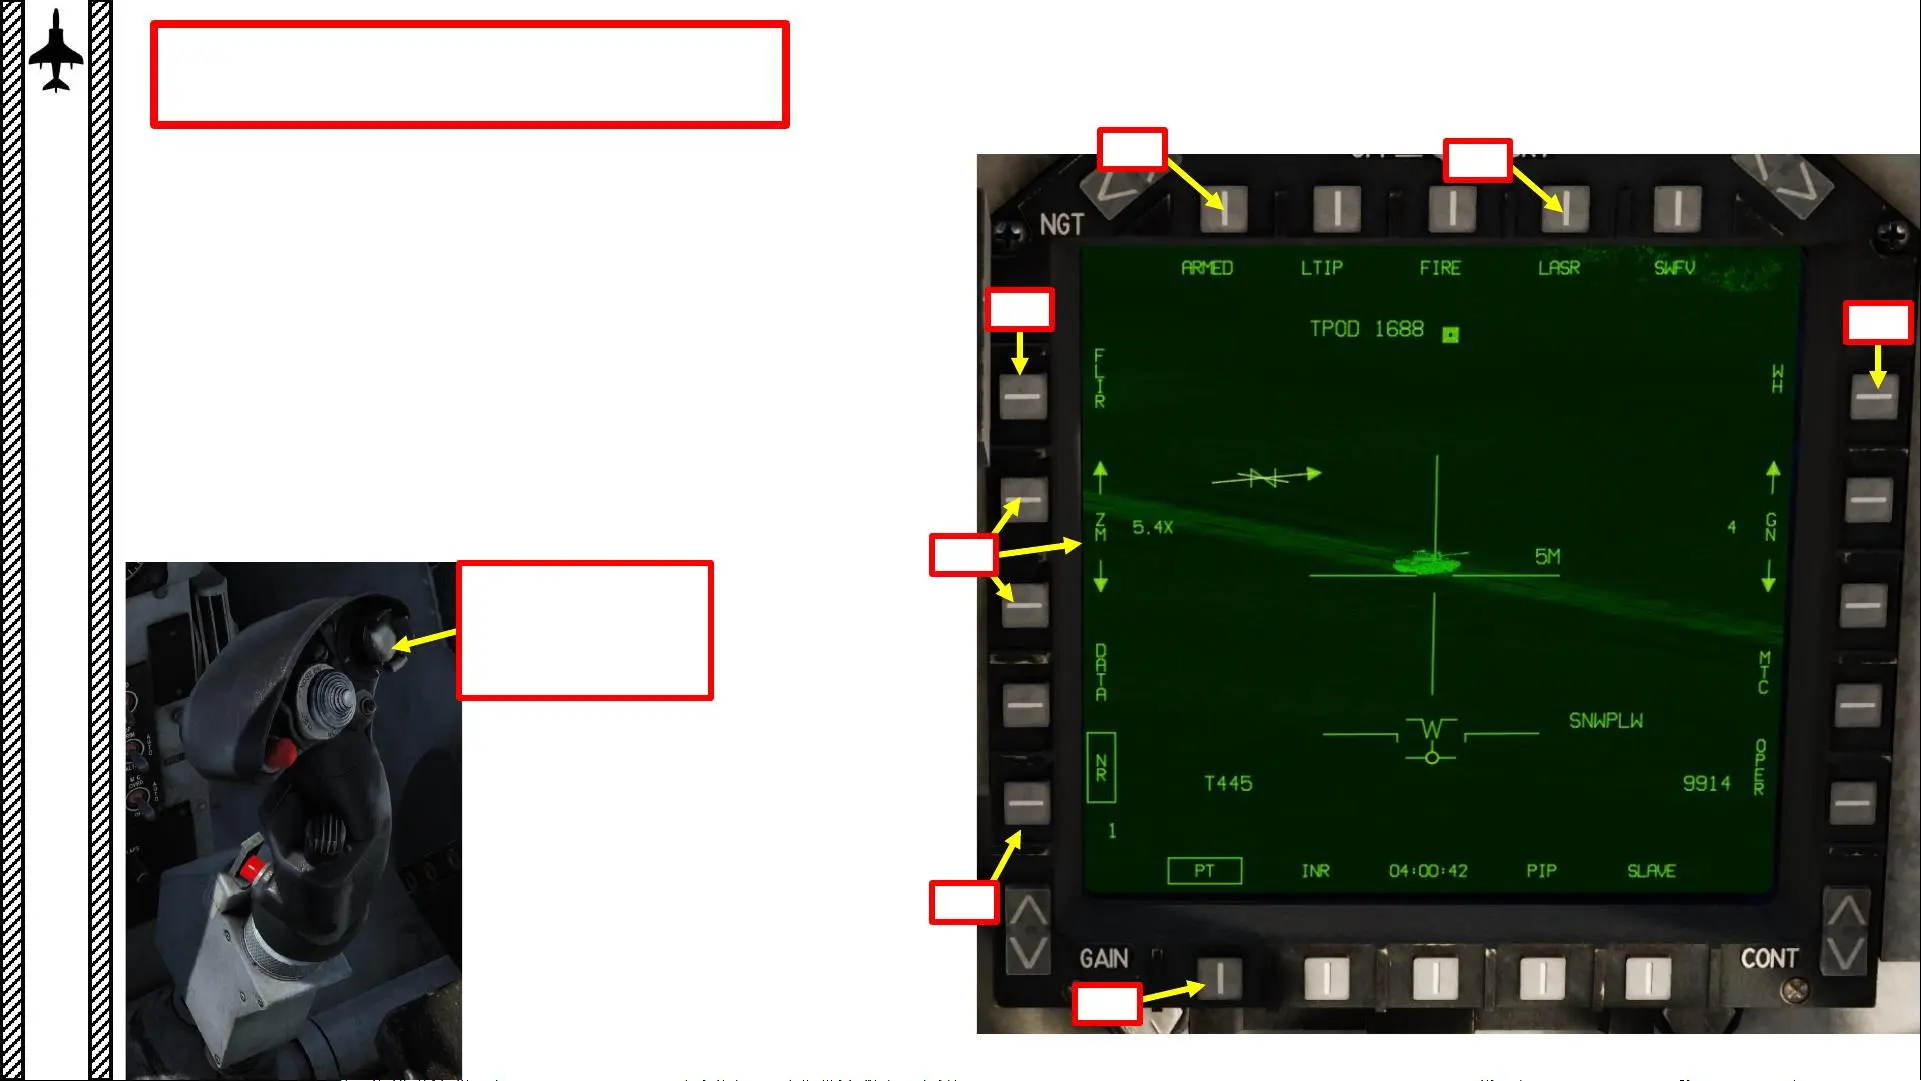 NGT
ARMED LTIP FIRE LASR SWFV
TPOD 1688
FLIR
WH
ZM
5.4X
4
GN
5M
DATA
MTC
SNWPLW
W
NR
T445
9914
OPER
1
PT INR 04:00:42 PIP SLAVE
GAIN
CONT